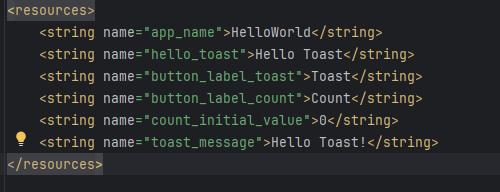 <resources>
    <string name="app_name">HelloWorld</string>
    <string name="hello_toast">Hello Toast</string>
    <string name="button_label_toast">Toast</string>
    <string name="button_label_count">Count</string>
    <string name="count_initial_value">0</string>
    <string name="toast_message">Hello Toast!</string>
</resources>